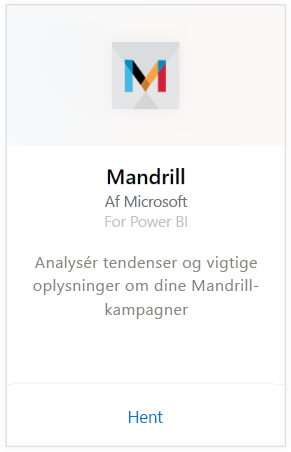 Mandrill
Af Microsoft
For Power BI
Analysér tendenser og vigtige
oplysninger om dine Mandrill-
kampagner
Hent